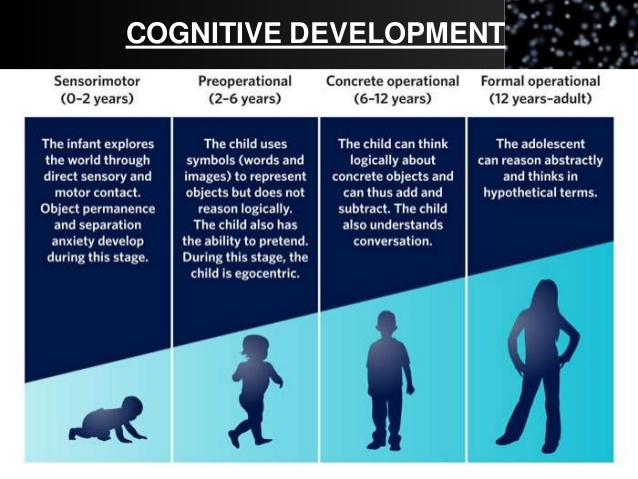 COGNITIVE DEVELOPMENT
Sensorimotor
(0–2 years)
Preoperational
(2–6 years)
Concrete operational
(6–12 years)
Formal operational
(12 years–adult)
The infant explores
the world through
direct sensory and
motor contact.
Object permanence
and separation
anxiety develop
during this stage.
The child uses
symbols (words and
images) to represent
objects but does not
reason logically.
The child also has
the ability to pretend.
During this stage, the
child is egocentric.
The child can think
logically about
concrete objects and
can thus add and
subtract. The child
also understands
conversation.
The adolescent
can reason abstractly
and thinks in
hypothetical terms.